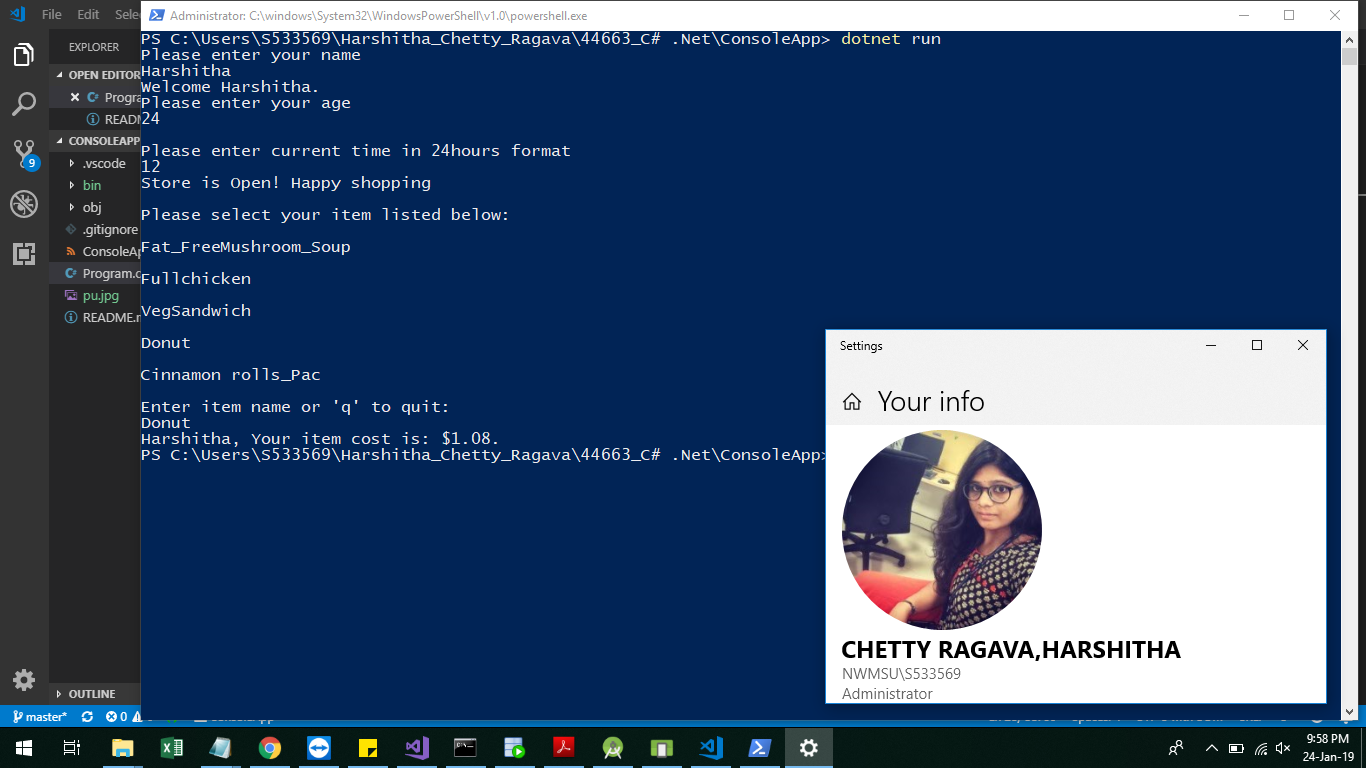 File Edit Sele
Administrator: C:\windows\System32\WindowsPowerShell\v1.0\powershell.exe
EXPLORER
OPEN EDITOR
Progra
READM
CONSOLEAPP
.vscode
bin
obj
.gitignore
ConsoleAp
Program.c
pu.jpg
README.m
OUTLINE
9
PS C:\Users\S533569\Harshitha_Chetty_Ragava\44663_C# .Net\ConsoleApp> dotnet run
Please enter your name
Harshitha
Welcome Harshitha.
Please enter your age
24
Please enter current time in 24hours format
12
Store is Open! Happy shopping
Please select your item listed below:
Fat_FreeMushroom_Soup
Fullchicken
VegSandwich
Donut
Cinnamon rolls_Pac
Enter item name or 'q' to quit:
Donut
Harshitha, Your item cost is: $1.08.
PS C:\Users\S533569\Harshitha_Chetty_Ragava\44663_C# .Net\ConsoleApp>
Settings
Your info
CHETTY RAGAVA,HARSHITHA
NWMSU\S533569
Administrator
master* 0
9:58 PM
24-Jan-19